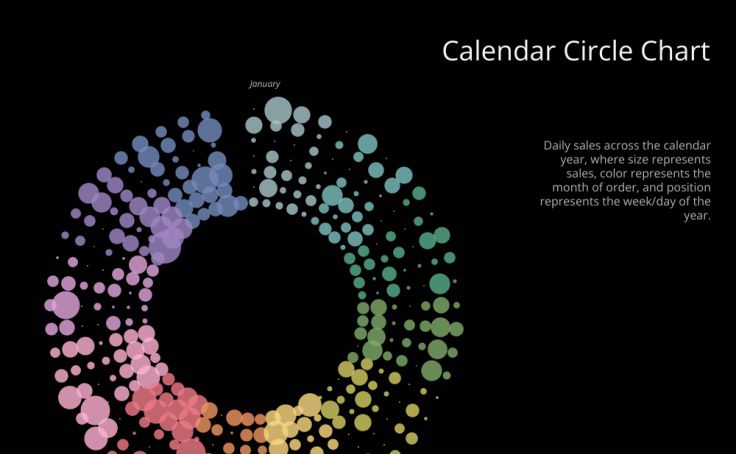 Calendar Circle Chart
January
Daily sales across the calendar
year, where size represents
sales, color represents the
month of order, and position
represents the week/day of the
year.